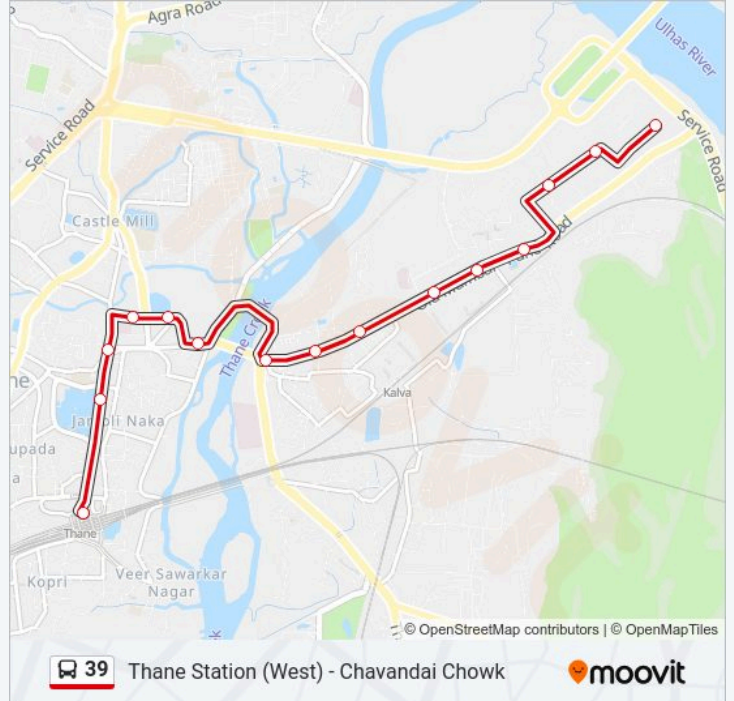 Agra Road
Ulhas River
Service Road
Service Road
Castle Mill
Thane Creek
Kalva
Naka
upada
a
Thane
Kopri
Veer Sawarkar
Nagar
© OpenStreetMap contributors | © OpenMapTiles
39 Thane Station (West) - Chavandai Chowk moovit